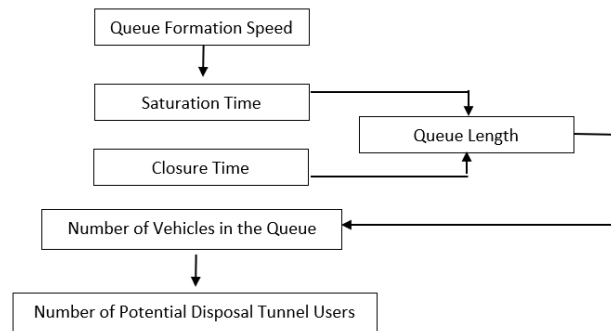 Queue Formation Speed
Saturation Time
Queue Length
Closure Time
Number of Vehicles in the Queue
Number of Potential Disposal Tunnel Users